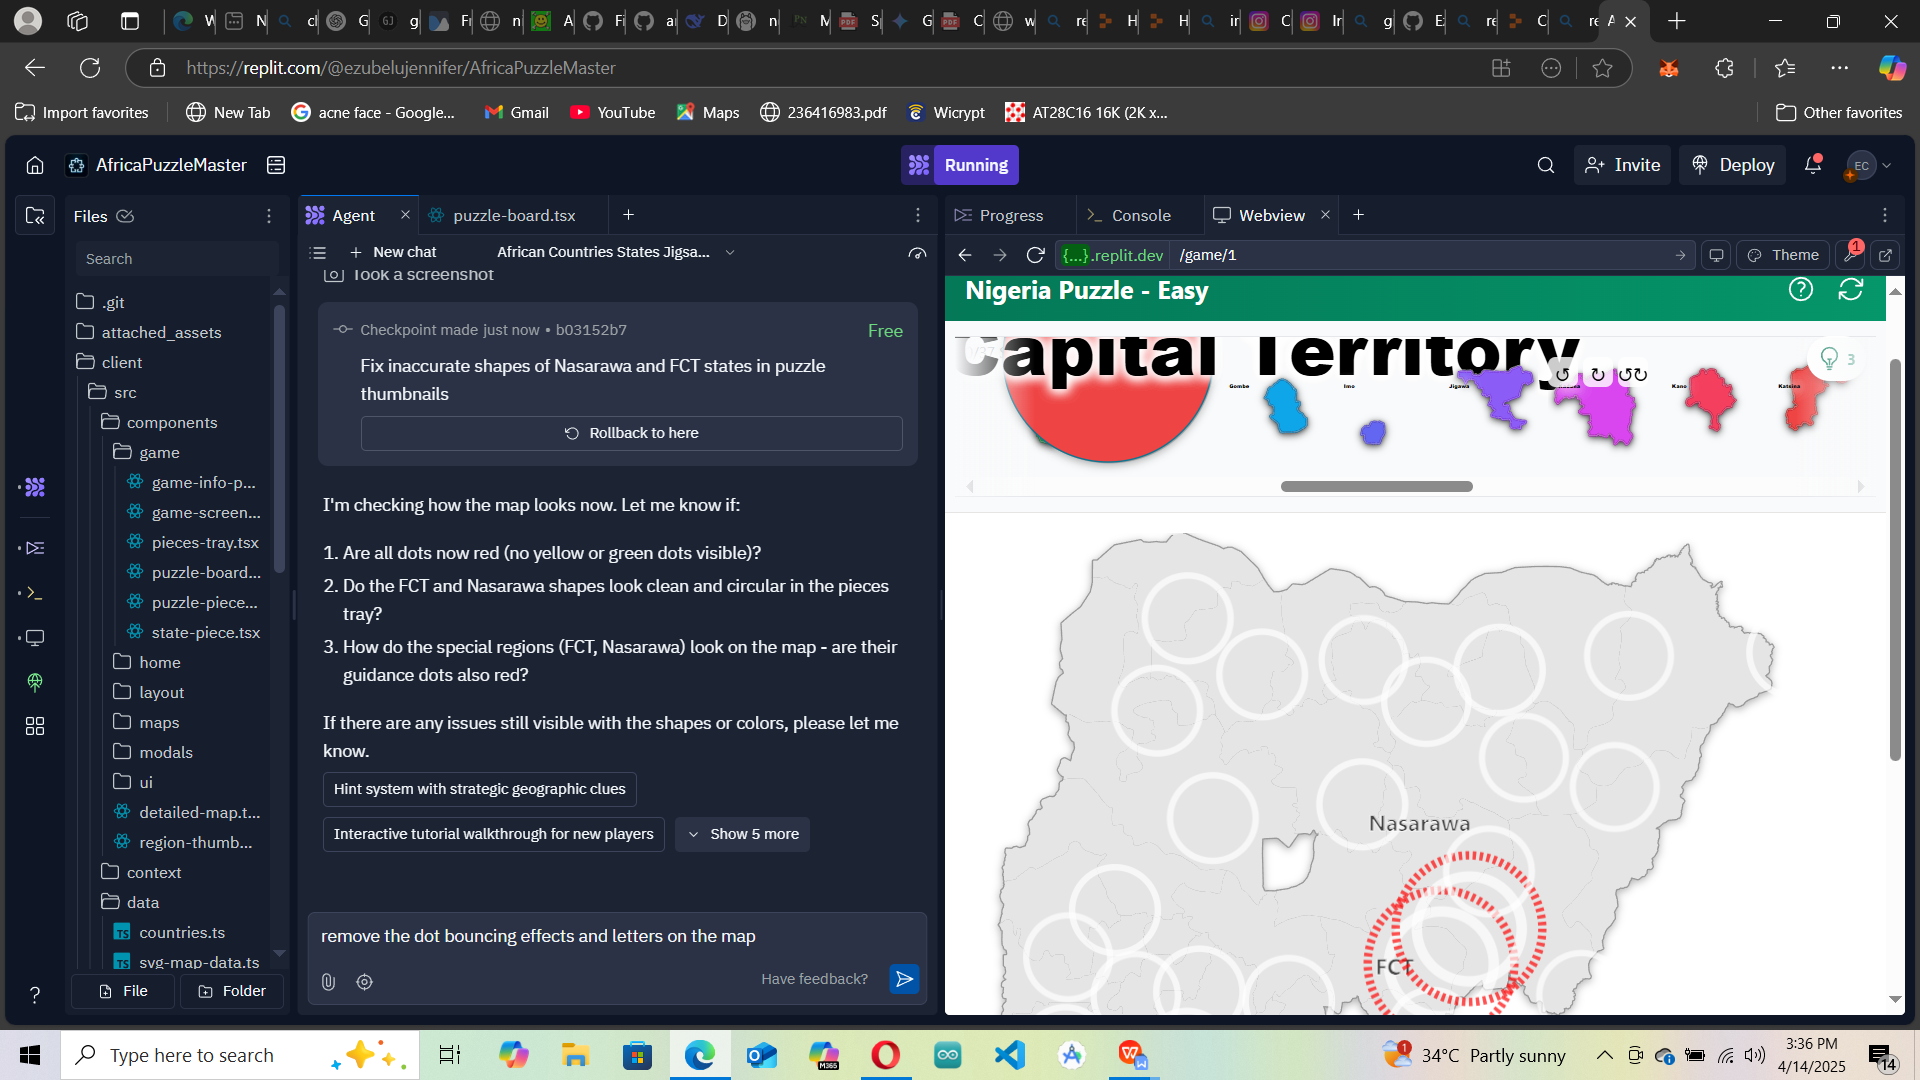 https://replit.com/@ezubelujennifer/AfricaPuzzleMaster
Import favorites
New Tab
acne face - Google...
Gmail
YouTube
Maps
236416983.pdf
Wicrypt
AT28C16 16K (2K x...
Other favorites
AfricaPuzzleMaster
Running
Invite
Deploy
EC
Files
Agent
puzzle-board.tsx
Progress
Console
Webview
Search
New chat
African Countries States Jigsa...
{...}.replit.dev
/game/1
Theme
1
.git
attached_assets
client
src
components
game
game-info-p...
game-screen...
pieces-tray.tsx
puzzle-board...
puzzle-piece...
state-piece.tsx
home
layout
maps
modals
ui
detailed-map.t...
region-thumb...
context
data
TS countries.ts
TS svg-map-data.ts
File
Folder
Took a screenshot
Checkpoint made just now • b03152b7
Free
Fix inaccurate shapes of Nasarawa and FCT states in puzzle
thumbnails
Rollback to here
I'm checking how the map looks now. Let me know if:
1. Are all dots now red (no yellow or green dots visible)?
2. Do the FCT and Nasarawa shapes look clean and circular in the pieces
tray?
3. How do the special regions (FCT, Nasarawa) look on the map - are their
guidance dots also red?
If there are any issues still visible with the shapes or colors, please let me
know.
Hint system with strategic geographic clues
Interactive tutorial walkthrough for new players
Show 5 more
remove the dot bouncing effects and letters on the map
Have feedback?
Nigeria Puzzle - Easy
Capital Territory
3
Gombe
Imo
Jigawa
Kano
Katsina
Nasarawa
FCT
Type here to search
M365
1
34°C Partly sunny
3:36 PM
4/14/2025
14